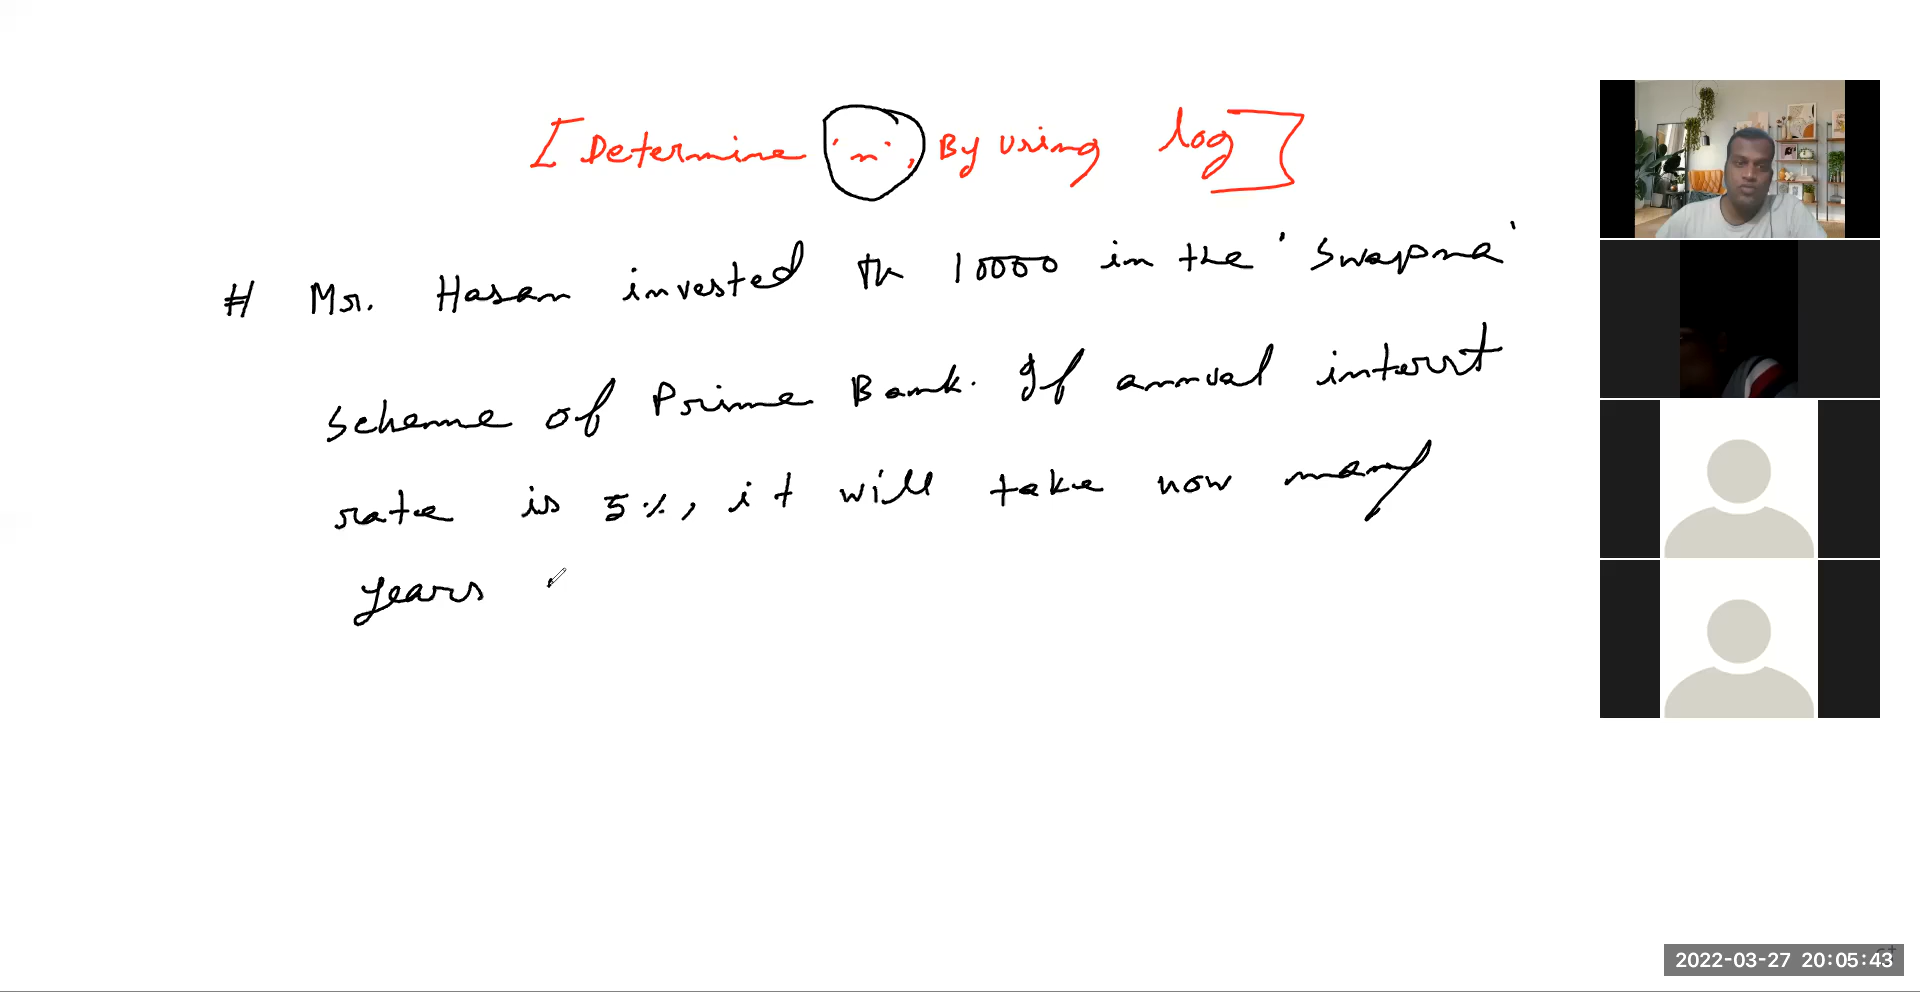 [Determine 'n', By using log]
# Mr. Hasan invested Tk 10000 in the 'Swapna'
scheme of Prime Bank. If annual interest
rate is 5%, it will take how many
years
2022-03-27 20:05:43